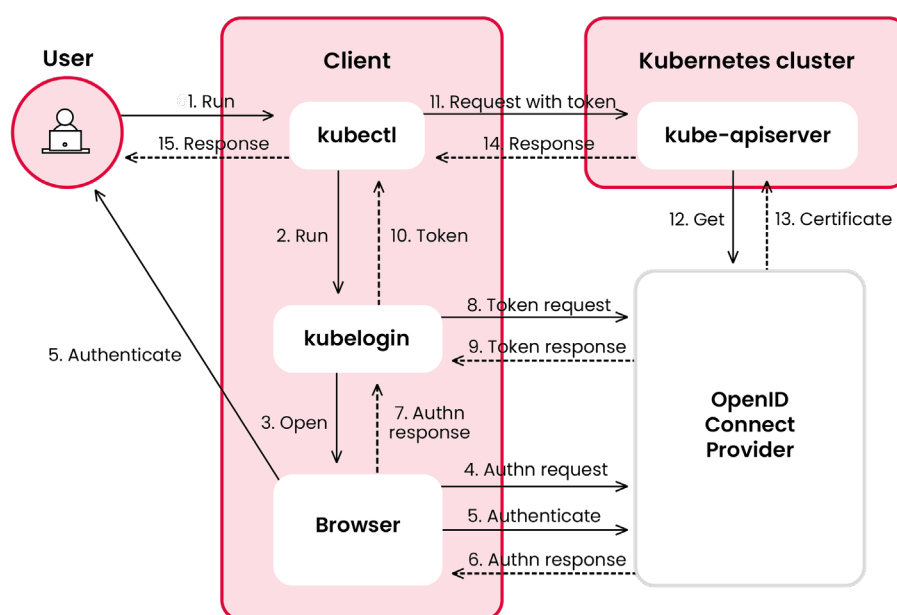 User
Client
Kubernetes cluster
1. Run
11. Request with token
kubectl
kube-apiserver
15. Response
14. Response
2. Run
10. Token
12. Get
13. Certificate
8. Token request
kubelogin
9. Token response
5. Authenticate
3. Open
7. Authn
response
OpenID
Connect
Provider
4. Authn request
Browser
5. Authenticate
6. Authn response